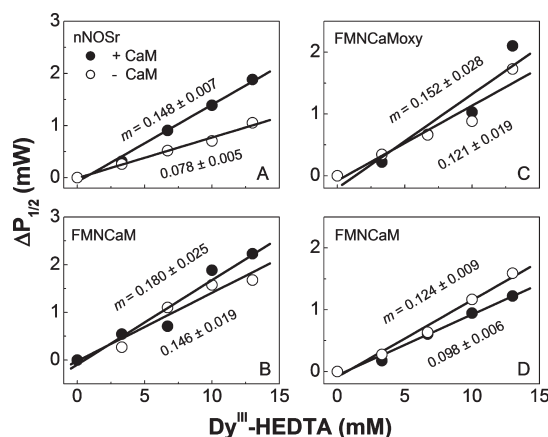 nNOSr
+ CaM
- CaM
m = 0.148 ± 0.007
0.078 ± 0.005
A
FMNCaMoxy
m = 0.152 ± 0.028
0.121 ± 0.019
C
FMNCaM
m = 0.180 ± 0.025
0.146 ± 0.019
B
FMNCaM
m = 0.124 ± 0.009
0.098 ± 0.006
D
2
1
0
3
2
1
0
2
1
0
3
2
1
0
0 5 10 15
0 5 10 15
ΔP1/2 (mW)
DyIII-HEDTA (mM)